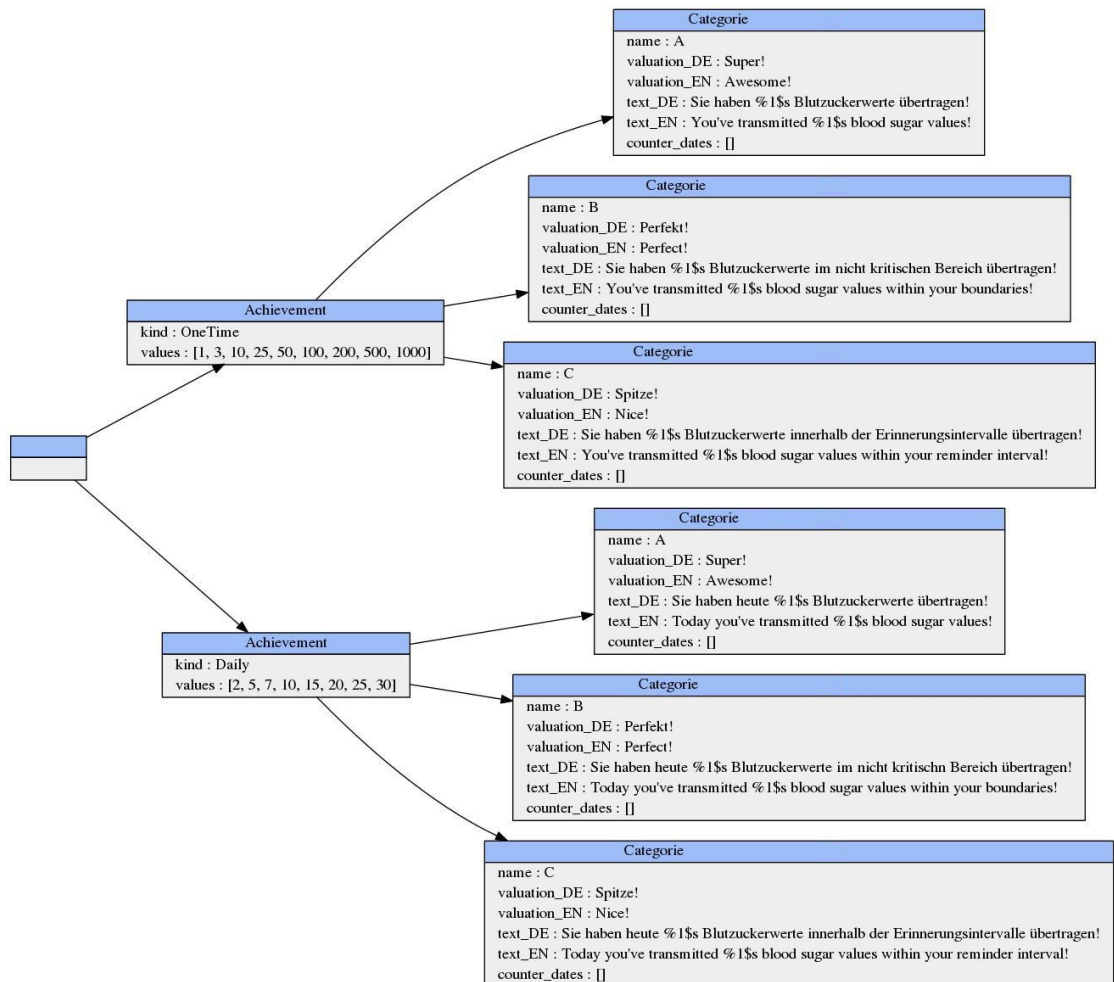 Categorie
name : A
valuation_DE : Super!
valuation_EN : Awesome!
text_DE : Sie haben %1$s Blutzuckerwerte übertragen!
text_EN : You've transmitted %1$s blood sugar values!
counter_dates : []
Categorie
name : B
valuation_DE : Perfekt!
valuation_EN : Perfect!
text_DE : Sie haben %1$s Blutzuckerwerte im nicht kritischen Bereich übertragen!
text_EN : You've transmitted %1$s blood sugar values within your boundaries!
counter_dates : []
Achievement
kind : OneTime
values : [1, 3, 10, 25, 50, 100, 200, 500, 1000]
Categorie
name : C
valuation_DE : Spitze!
valuation_EN : Nice!
text_DE : Sie haben %1$s Blutzuckerwerte innerhalb der Erinnerungsintervalle übertragen!
text_EN : You've transmitted %1$s blood sugar values within your reminder interval!
counter_dates : []
Categorie
name : A
valuation_DE : Super!
valuation_EN : Awesome!
text_DE : Sie haben heute %1$s Blutzuckerwerte übertragen!
text_EN : Today you've transmitted %1$s blood sugar values!
counter_dates : []
Achievement
kind : Daily
values : [2, 5, 7, 10, 15, 20, 25, 30]
Categorie
name : B
valuation_DE : Perfekt!
valuation_EN : Perfect!
text_DE : Sie haben heute %1$s Blutzuckerwerte im nicht kritischn Bereich übertragen!
text_EN : Today you've transmitted %1$s blood sugar values within your boundaries!
counter_dates : []
Categorie
name : C
valuation_DE : Spitze!
valuation_EN : Nice!
text_DE : Sie haben heute %1$s Blutzuckerwerte innerhalb der Erinnerungsintervalle übertragen!
text_EN : Today you've transmitted %1$s blood sugar values within your reminder interval!
counter_dates : []